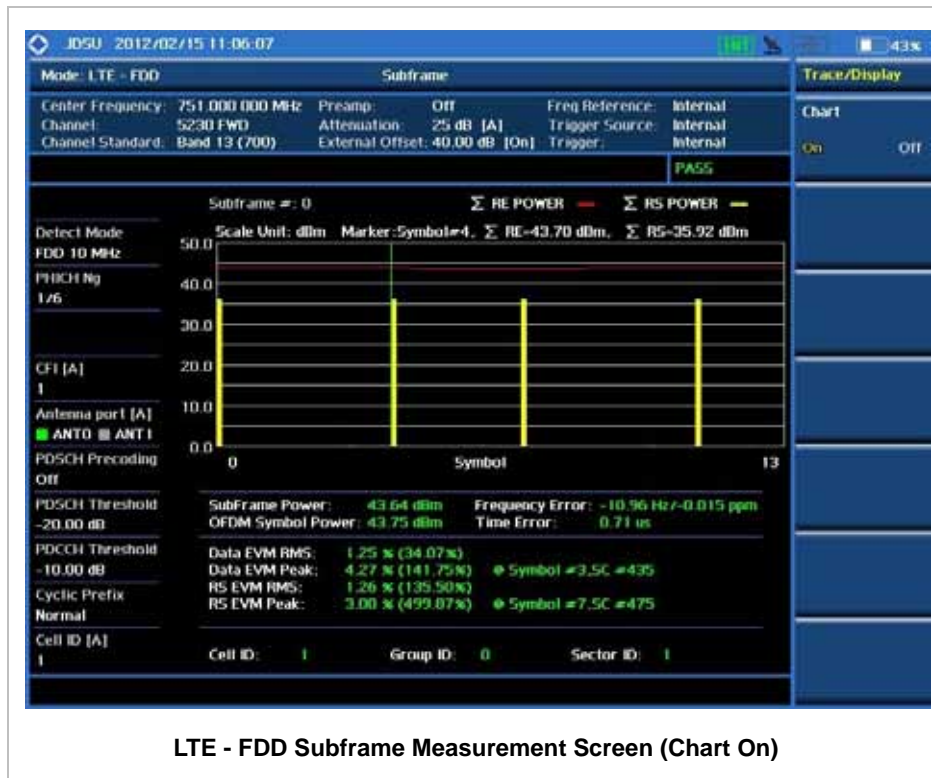 JDSU 2012/02/15 11:06:07 43%
Mode: LTE - FDD Subframe Trace/Display
Center Frequency: 751.000 000 MHz Preamp: Off Freq Reference: Internal
Channel: 5230 FWD Attenuation: 25 dB [A] Trigger Source: Internal
Channel Standard: Band 13 (700) External Offset: 40.00 dB [On] Trigger: Internal
Chart
On Off
PASS
Subframe #: 0 Σ RE POWER Σ RS POWER
Scale Unit: dBm Marker:Symbol#4, Σ RE=43.70 dBm, Σ RS=35.92 dBm
Detect Mode
FDD 10 MHz
PHICH Ng
1/6
CFI [A]
1
Antenna port [A]
ANT0 ANT1
PDSCH Precoding
Off
PDSCH Threshold
-20.00 dB
PDCCH Threshold
-10.00 dB
Cyclic Prefix
Normal
Cell ID [A]
1
50.0
40.0
30.0
20.0
10.0
0.0
0 Symbol 13
SubFrame Power: 43.64 dBm Frequency Error: -10.96 Hz/-0.015 ppm
OFDM Symbol Power: 43.75 dBm Time Error: 0.71 us
Data EVM RMS: 1.25 % (34.07%)
Data EVM Peak: 4.27 % (141.75%) @ Symbol #3,SC #435
RS EVM RMS: 1.26 % (135.50%)
RS EVM Peak: 3.00 % (499.87%) @ Symbol #7,SC #475
Cell ID: 1 Group ID: 0 Sector ID: 1
LTE - FDD Subframe Measurement Screen (Chart On)